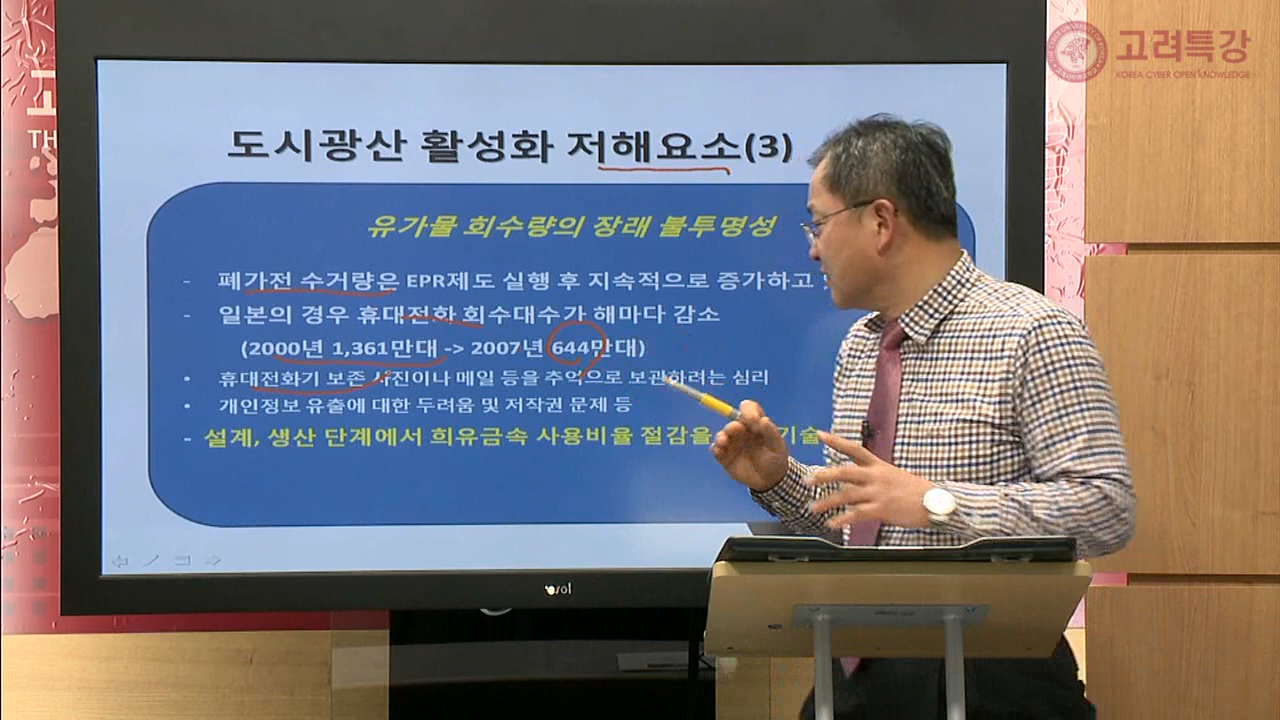 고려특강
KOREA CYBER OPEN KNOWLEDGE
도시광산 활성화 저해요소(3)
유가물 회수량의 장래 불투명성
- 폐가전 수거량은 EPR제도 실행 후 지속적으로 증가하고
- 일본의 경우 휴대전화 회수대수가 해마다 감소
(2000년 1,361만대 -> 2007년 644만대)
• 휴대전화기 보존 사진이나 메일 등을 추억으로 보관하려는 심리
• 개인정보 유출에 대한 두려움 및 저작권 문제 등
- 설계, 생산 단계에서 희유금속 사용비율 절감을 기술